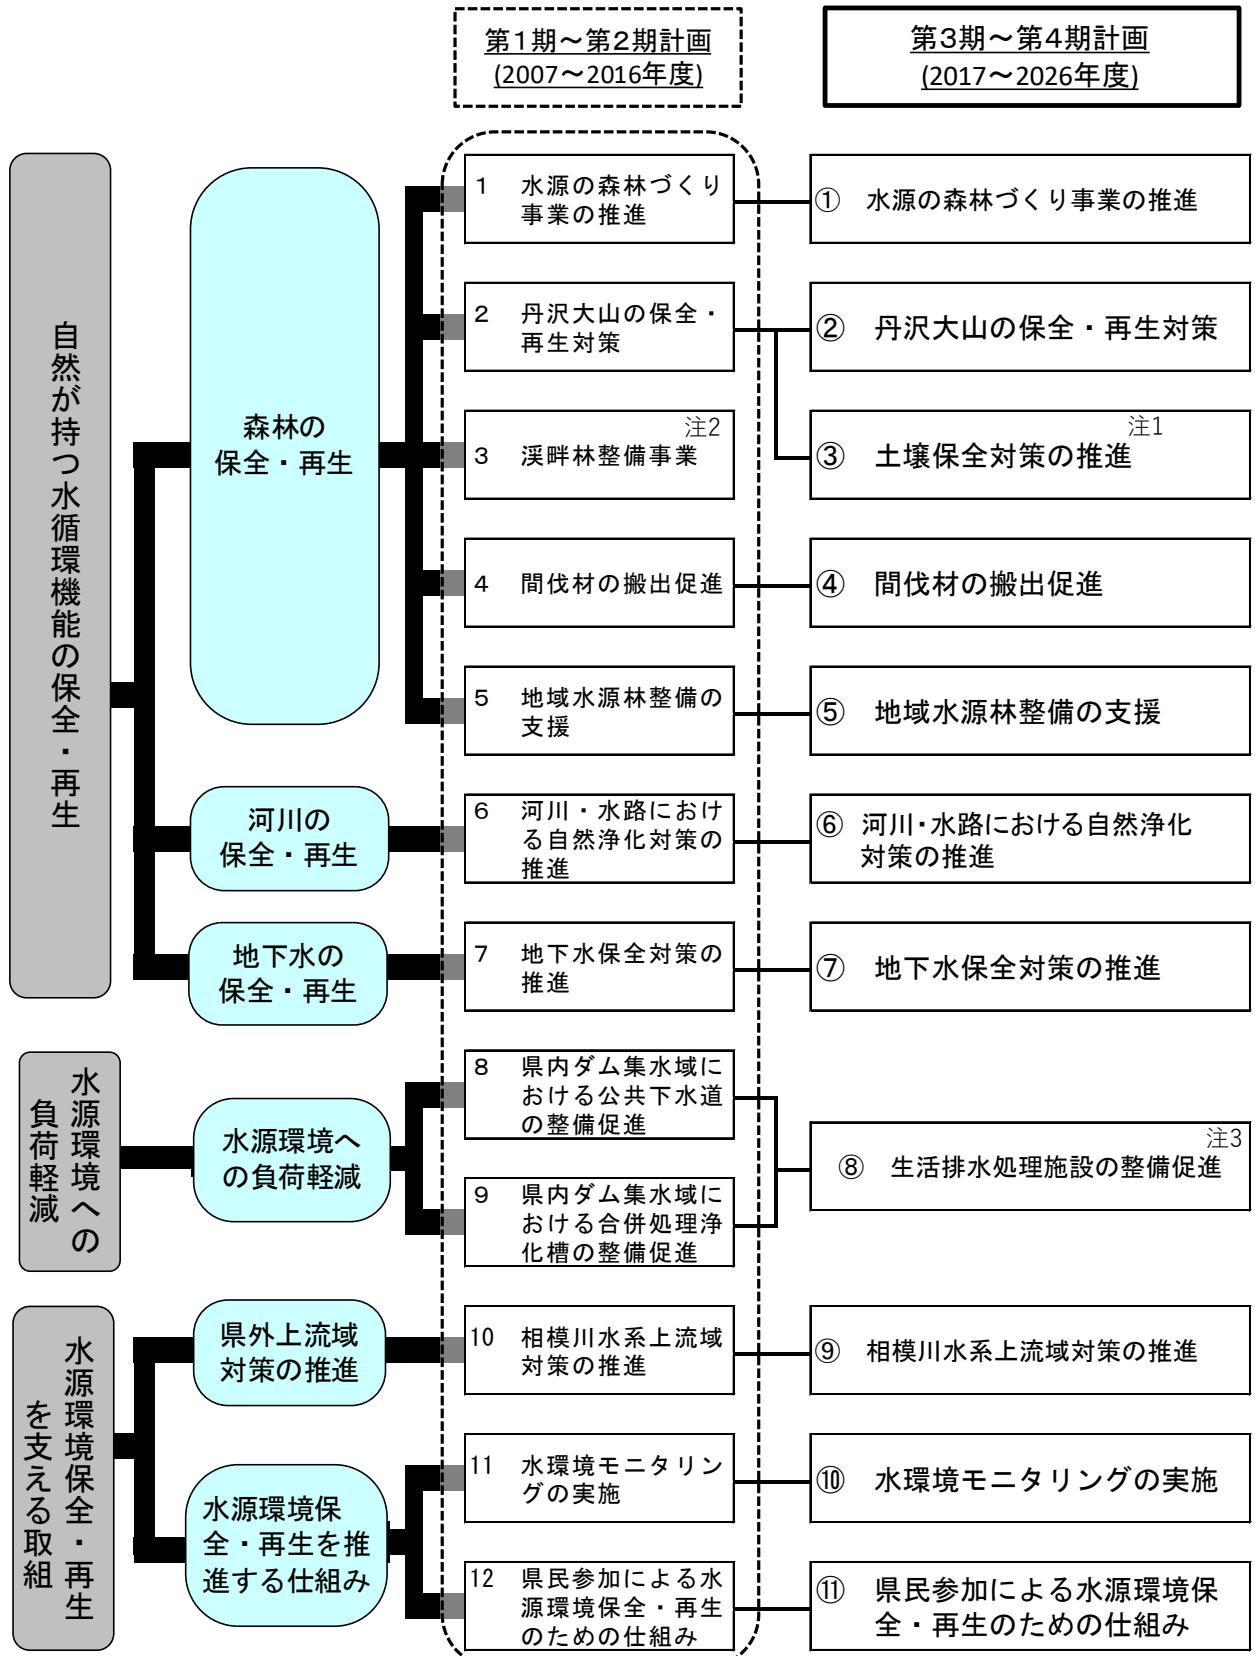 第1期～第2期計画
(2007～2016年度)
第3期～第4期計画
(2017～2026年度)
自然が持つ水循環機能の保全・再生
森林の
保全・再生
1 水源の森林づくり
事業の推進
① 水源の森林づくり事業の推進
2 丹沢大山の保全・
再生対策
② 丹沢大山の保全・再生対策
注2
3 渓畔林整備事業
注1
③ 土壌保全対策の推進
4 間伐材の搬出促進
④ 間伐材の搬出促進
5 地域水源林整備の
支援
⑤ 地域水源林整備の支援
河川の
保全・再生
6 河川・水路におけ
る自然浄化対策の
推進
⑥ 河川・水路における自然浄化
対策の推進
地下水の
保全・再生
7 地下水保全対策の
推進
⑦ 地下水保全対策の推進
水源環境への
負荷軽減
水源環境へ
の負荷軽減
8 県内ダム集水域に
おける公共下水道
の整備促進
9 県内ダム集水域に
おける合併処理浄
化槽の整備促進
注3
⑧ 生活排水処理施設の整備促進
水源環境保全・再生
を支える取組
県外上流域
対策の推進
10 相模川水系上流域
対策の推進
⑨ 相模川水系上流域対策の推進
水源環境保
全・再生を推
進する仕組み
11 水環境モニタリン
グの実施
⑩ 水環境モニタリングの実施
12 県民参加による水
源環境保全・再生
のための仕組み
⑪ 県民参加による水源環境保
全・再生のための仕組み